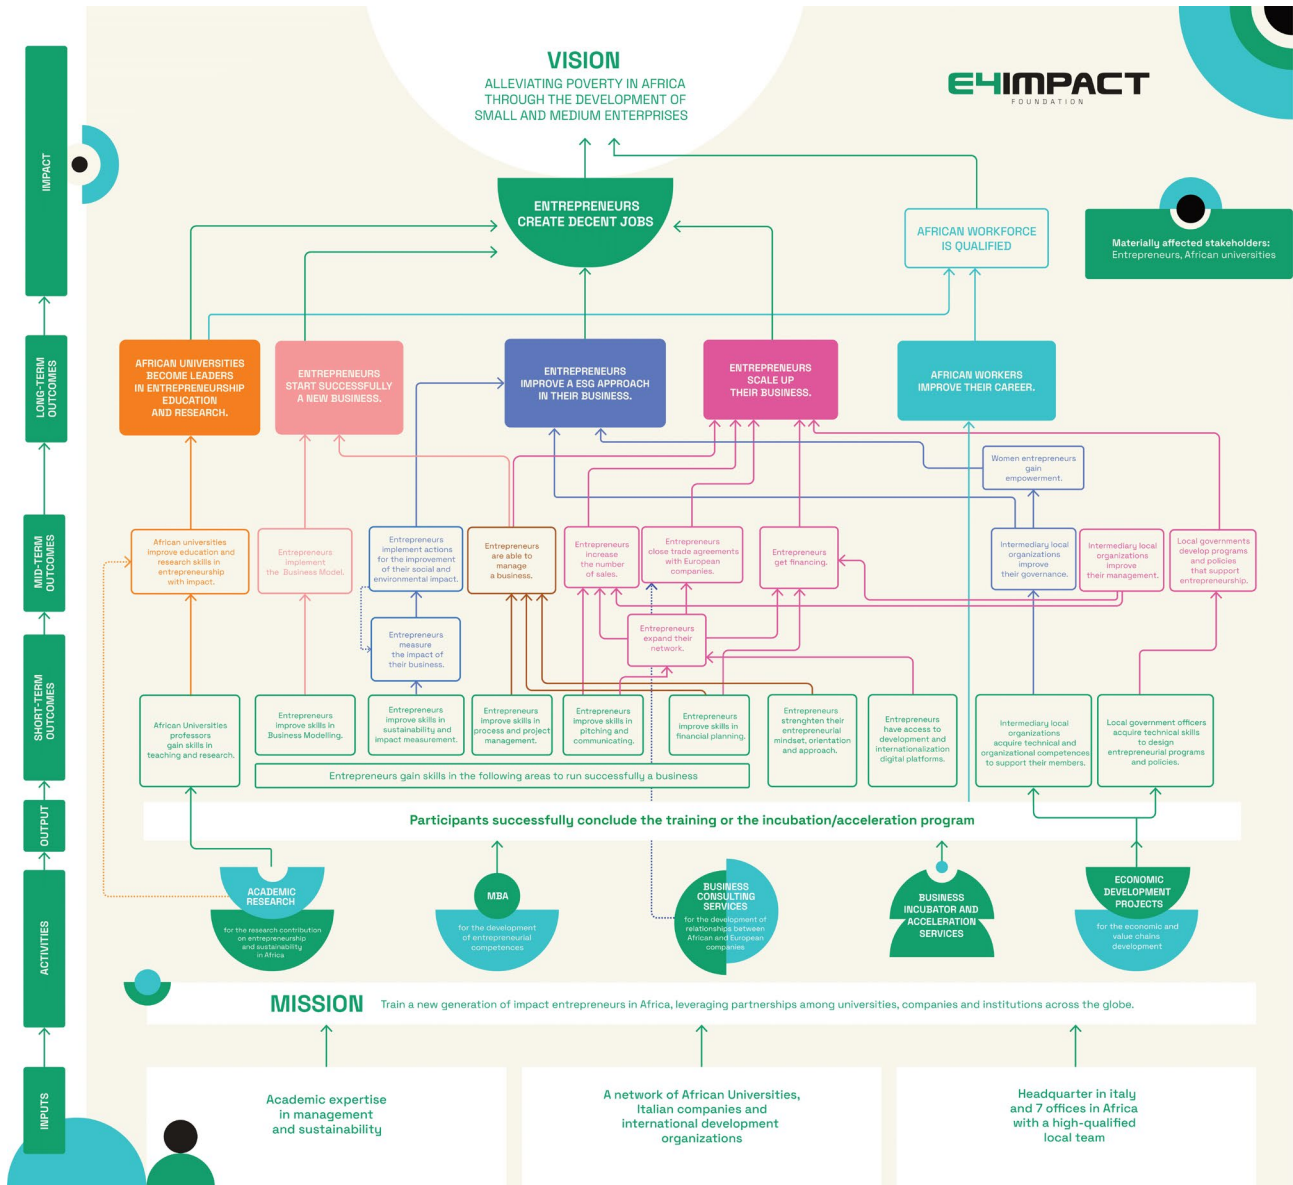 VISION
ALLEVIATING POVERTY IN AFRICA
THROUGH THE DEVELOPMENT OF
SMALL AND MEDIUM ENTERPRISES
E4IMPACT
FOUNDATION
IMPACT
ENTREPRENEURS
CREATE DECENT JOBS
AFRICAN WORKFORCE
IS QUALIFIED
Materially affected stakeholders:
Entrepreneurs, African universities
LONG-TERM
OUTCOMES
AFRICAN UNIVERSITIES
BECOME LEADERS
IN ENTREPRENEURSHIP
EDUCATION
AND RESEARCH.
ENTREPRENEURS
START SUCCESSFULLY
A NEW BUSINESS.
ENTREPRENEURS
IMPROVE A ESG APPROACH
IN THEIR BUSINESS.
ENTREPRENEURS
SCALE UP
THEIR BUSINESS.
AFRICAN WORKERS
IMPROVE THEIR CAREER.
Women entrepreneurs
gain
empowerment.
MID-TERM
OUTCOMES
African universities
improve education and
research skills in
entrepreneurship
with impact.
Entrepreneurs
implement
the Business Model.
Entrepreneurs
implement actions
for the improvement
of their social and
environmental impact.
Entrepreneurs
are able to
manage
a business.
Entrepreneurs
increase
the number
of sales.
Entrepreneurs
close trade agreements
with European
companies.
Entrepreneurs
get financing.
Intermediary local
organizations
improve
their governance.
Intermediary local
organizations
improve
their management.
Local governments
develop programs
and policies
that support
entrepreneurship.
Entrepreneurs
measure
the impact of
their business.
Entrepreneurs
expand their
network.
SHORT-TERM
OUTCOMES
African Universities
professors
gain skills in
teaching and research.
Entrepreneurs
improve skills in
Business Modelling.
Entrepreneurs
improve skills in
sustainability and
impact measurement.
Entrepreneurs
improve skills in
process and project
management.
Entrepreneurs
improve skills in
pitching and
communicating.
Entrepreneurs
improve skills in
financial planning.
Entrepreneurs
strenghten their
entrepreneurial
mindset, orientation
and approach.
Entrepreneurs
have access to
development and
internationalization
digital platforms.
Intermediary local
organizations
acquire technical and
organizational competences
to support their members.
Local government officers
acquire technical skills
to design
entrepreneurial programs
and policies.
Entrepreneurs gain skills in the following areas to run successfully a business
OUTPUT
Participants successfully conclude the training or the incubation/acceleration program
ACTIVITIES
ACADEMIC
RESEARCH
for the research contribution
on entrepreneurship
and sustainability
in Africa
MBA
for the development
of entrepreneurial
competences
BUSINESS
CONSULTING
SERVICES
for the development of
relationships between
African and European
companies
BUSINESS
INCUBATOR AND
ACCELERATION
SERVICES
ECONOMIC
DEVELOPMENT
PROJECTS
for the economic and
value chains
development
MISSION
Train a new generation of impact entrepreneurs in Africa, leveraging partnerships among universities, companies and institutions across the globe.
INPUTS
Academic expertise
in management
and sustainability
A network of African Universities,
Italian companies and
international development
organizations
Headquarter in italy
and 7 offices in Africa
with a high-qualified
local team